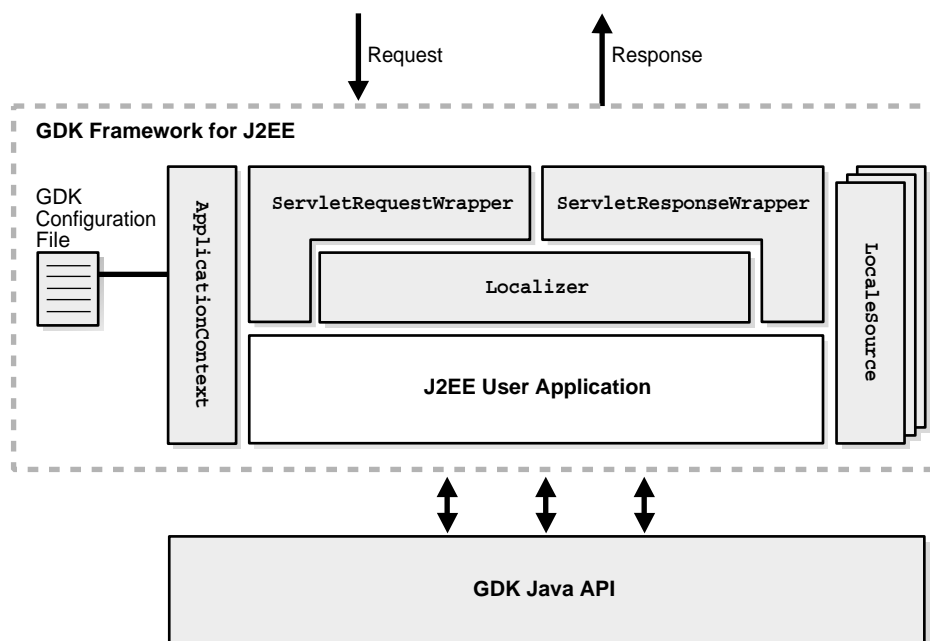 Request
Response
GDK Framework for J2EE
GDK
Configuration
File
ApplicationContext
ServletRequestWrapper
ServletResponseWrapper
Localizer
LocaleSource
J2EE User Application
GDK Java API